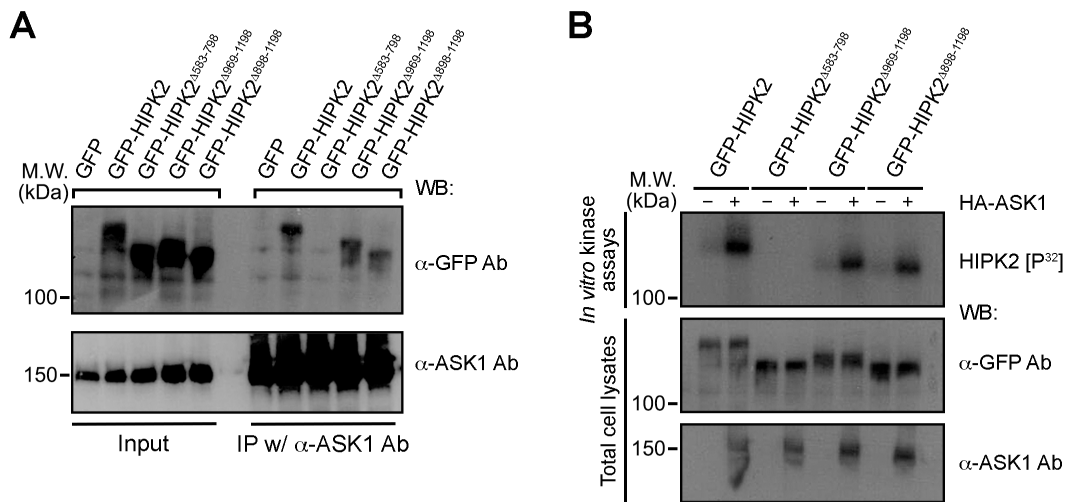 A
GFP
GFP-HIPK2
GFP-HIPK2Δ583-798
GFP-HIPK2Δ969-1198
GFP-HIPK2Δ898-1198
GFP
GFP-HIPK2
GFP-HIPK2Δ583-798
GFP-HIPK2Δ969-1198
GFP-HIPK2Δ898-1198
M.W.
(kDa)
WB:
α-GFP Ab
100
α-ASK1 Ab
150
Input
IP w/ α-ASK1 Ab
B
GFP-HIPK2
GFP-HIPK2Δ583-798
GFP-HIPK2Δ969-1198
GFP-HIPK2Δ898-1198
M.W.
(kDa)
− + − + − + − +
HA-ASK1
In vitro kinase
assays
HIPK2 [P32]
100
WB:
Total cell lysates
α-GFP Ab
100
150
α-ASK1 Ab